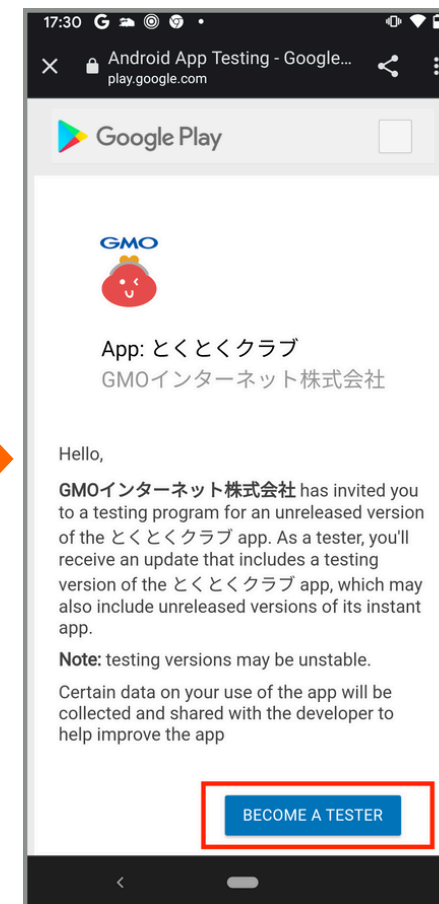 17:30
Android App Testing - Google...
play.google.com
Google Play
GMO
App: とくとくクラブ
GMOインターネット株式会社
Hello,
GMOインターネット株式会社 has invited you
to a testing program for an unreleased version
of the とくとくクラブ app. As a tester, you'll
receive an update that includes a testing
version of the とくとくクラブ app, which may
also include unreleased versions of its instant
app.
Note: testing versions may be unstable.
Certain data on your use of the app will be
collected and shared with the developer to
help improve the app
BECOME A TESTER